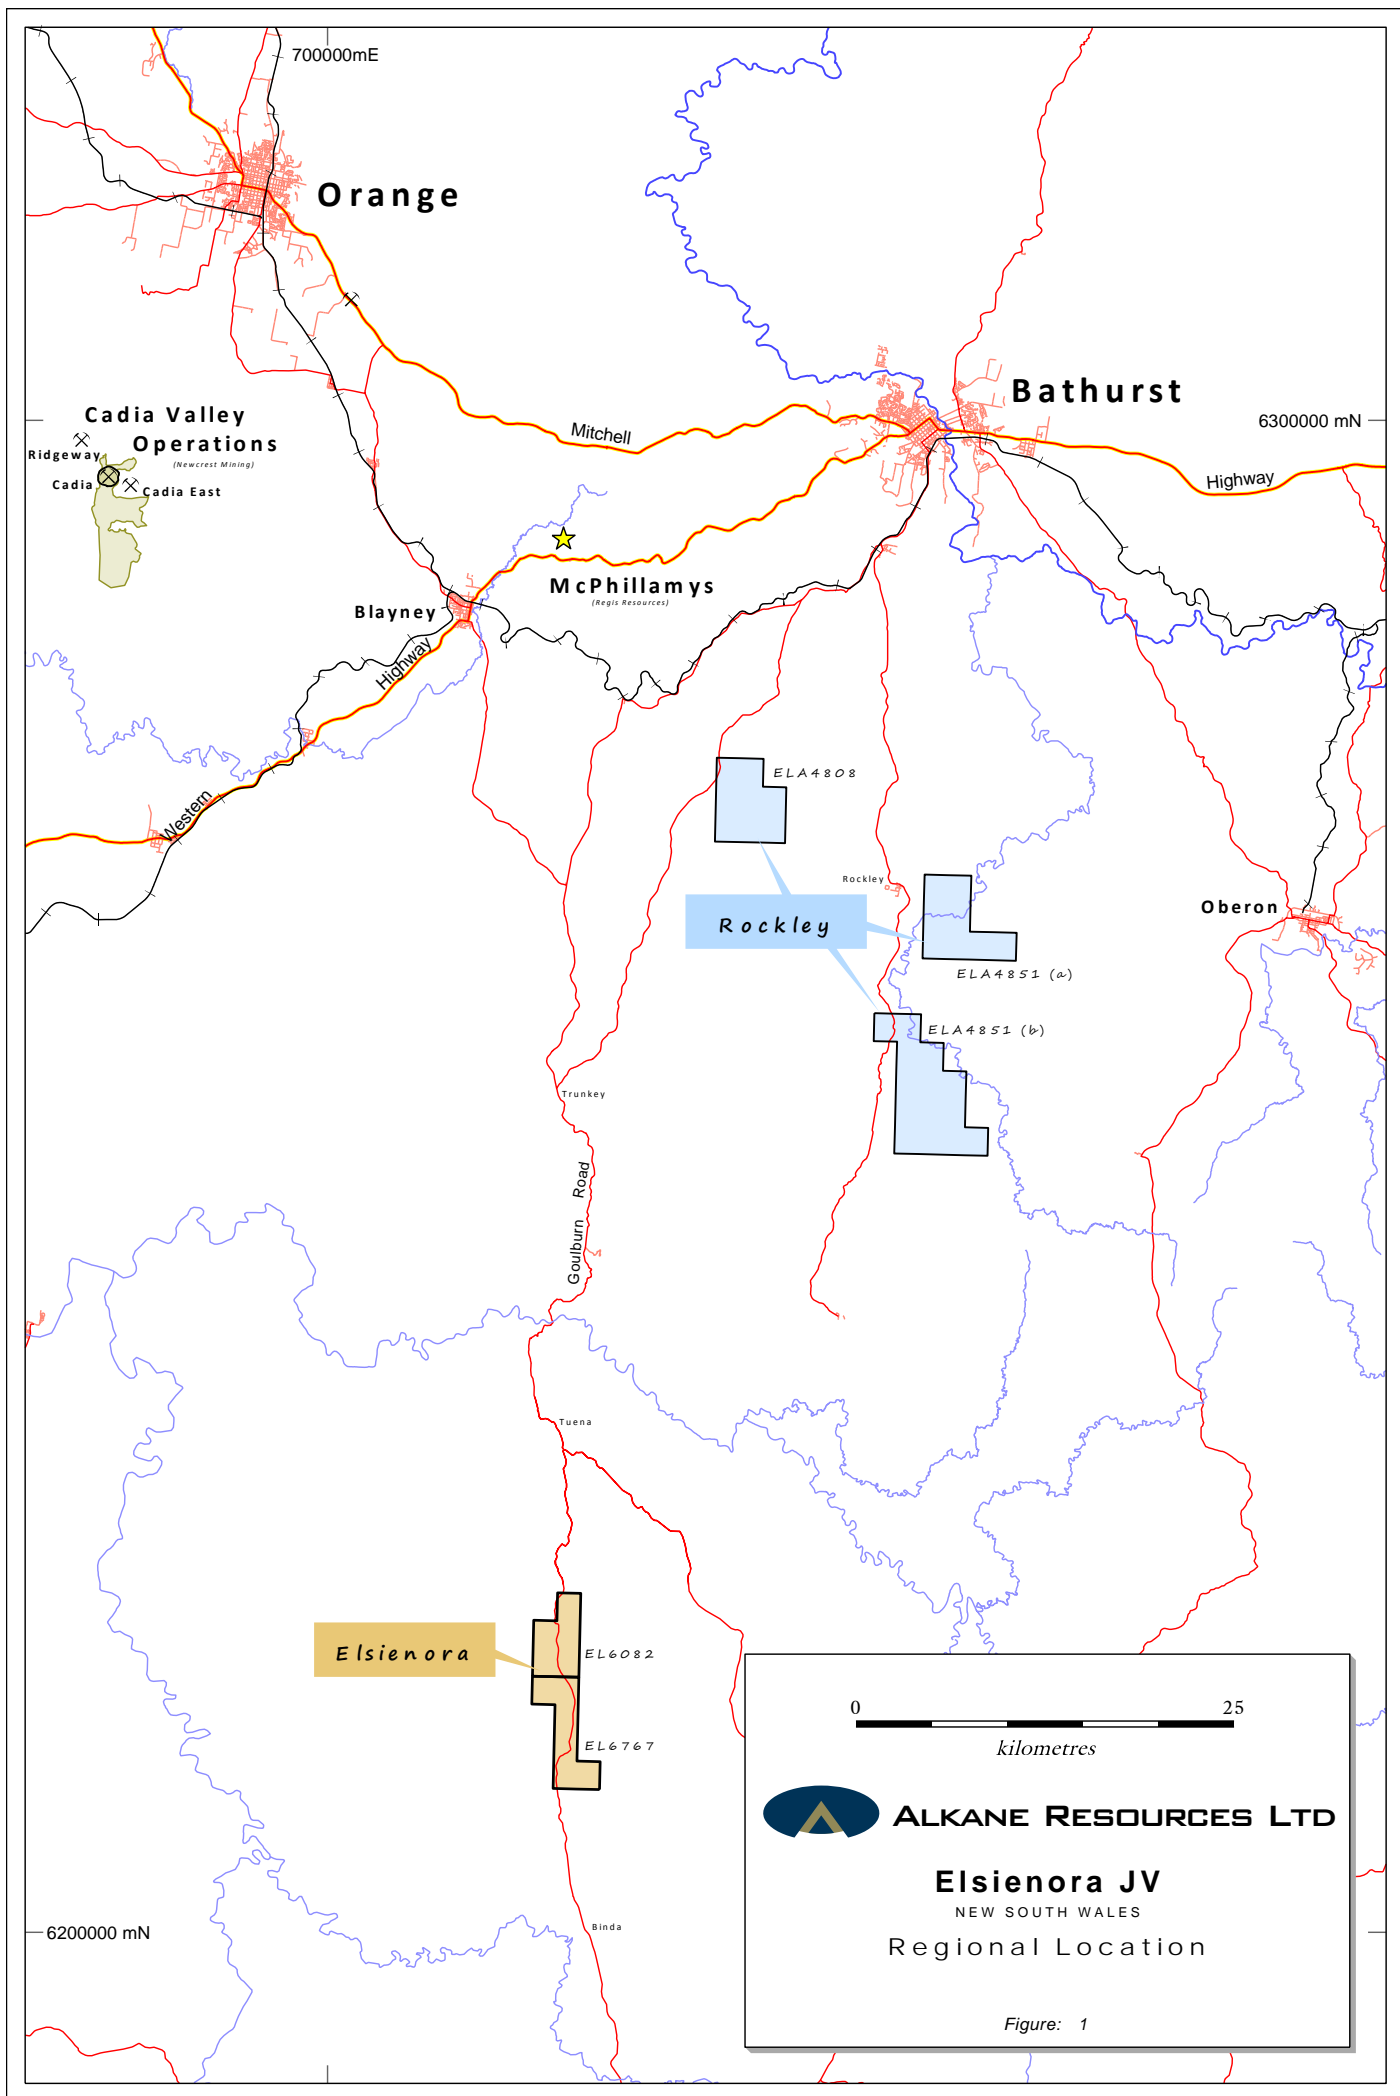 700000mE
Orange
Bathurst
6300000 mN
Cadia Valley
Operations
(Newcrest Mining)
Ridgeway
Cadia
Cadia East
Mitchell
Highway
McPhillamys
(Regis Resources)
Blayney
Highway
Western
ELA4808
Rockley
Rockley
Oberon
ELA4851 (a)
ELA4851 (b)
Trunkey
Goulburn Road
Tuena
Elsienora
EL6082
EL6767
Binda
6200000 mN
0 25
kilometres
ALKANE RESOURCES LTD
Elsienora JV
NEW SOUTH WALES
Regional Location
Figure: 1